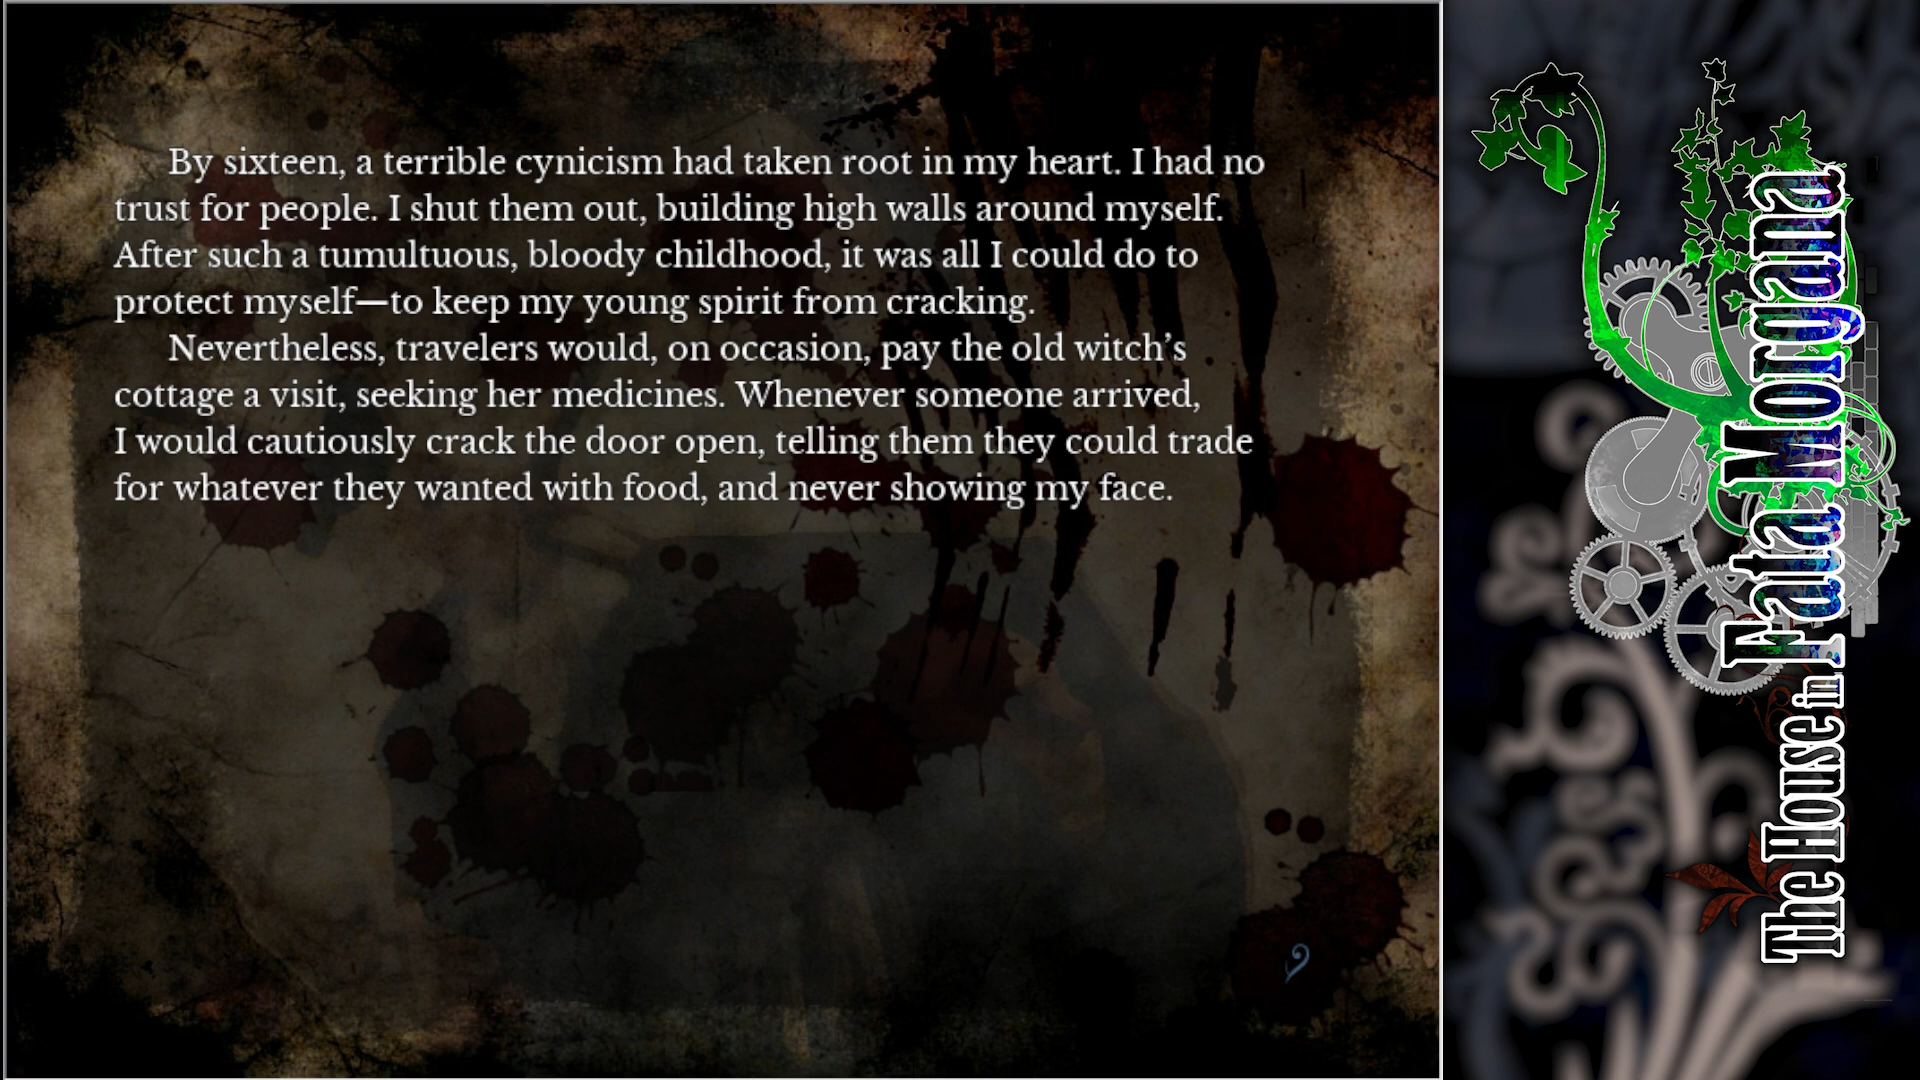 By sixteen, a terrible cynicism had taken root in my heart. I had no
trust for people. I shut them out, building high walls around myself.
After such a tumultuous, bloody childhood, it was all I could do to
protect myself—to keep my young spirit from cracking.
Nevertheless, travelers would, on occasion, pay the old witch’s
cottage a visit, seeking her medicines. Whenever someone arrived,
I would cautiously crack the door open, telling them they could trade
for whatever they wanted with food, and never showing my face.
The House in Fata Morgana